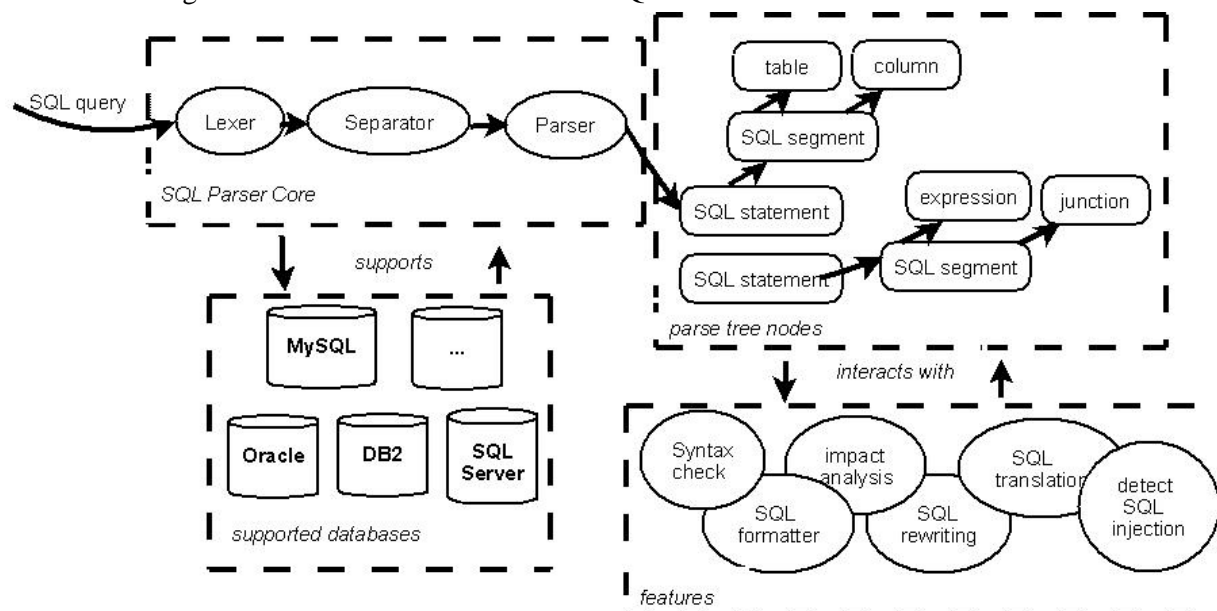 SQL query
Lexer
Separator
Parser
SQL Parser Core
table
column
SQL segment
SQL statement
expression
junction
SQL statement
SQL segment
parse tree nodes
supports
MySQL
...
Oracle
DB2
SQL
Server
supported databases
interacts with
Syntax
check
impact
analysis
SQL
translation
detect
SQL
injection
SQL
formatter
SQL
rewriting
features